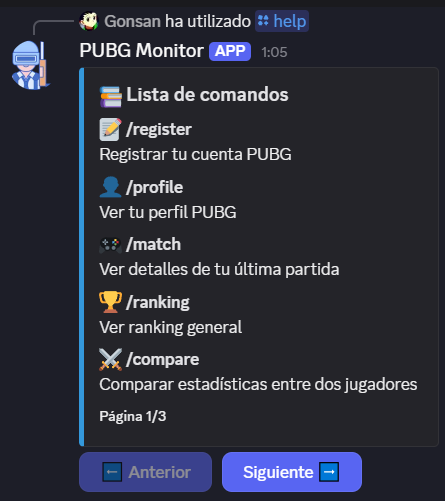 Gonsan ha utilizado help
PUBG Monitor APP 1:05
Lista de comandos
/register
Registrar tu cuenta PUBG
/profile
Ver tu perfil PUBG
/match
Ver detalles de tu última partida
/ranking
Ver ranking general
/compare
Comparar estadísticas entre dos jugadores
Página 1/3
Anterior
Siguiente